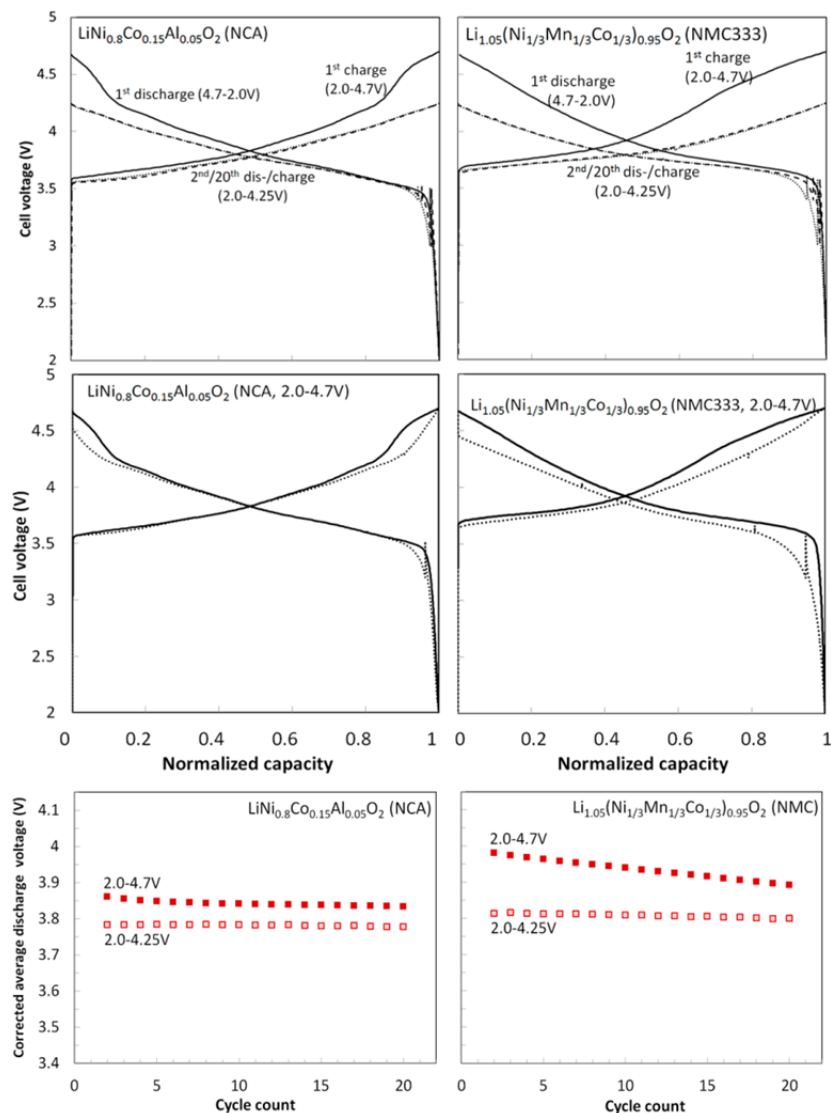 LiNi0.8Co0.15Al0.05O2 (NCA)
Li1.05(Ni1/3Mn1/3Co1/3)0.95O2 (NMC333)
1st discharge (4.7-2.0V)
1st charge
(2.0-4.7V)
2nd/20th dis-/charge
(2.0-4.25V)
1st charge
(2.0-4.7V)
1st discharge
(4.7-2.0V)
2nd/20th dis-/charge
(2.0-4.25V)
Cell voltage (V)
5
4.5
4
3.5
3
2.5
2
LiNi0.8Co0.15Al0.05O2 (NCA, 2.0-4.7V)
Li1.05(Ni1/3Mn1/3Co1/3)0.95O2 (NMC333, 2.0-4.7V)
Cell voltage (V)
5
4.5
4
3.5
3
2.5
2
0 0.2 0.4 0.6 0.8 1
0 0.2 0.4 0.6 0.8 1
Normalized capacity
Normalized capacity
LiNi0.8Co0.15Al0.05O2 (NCA)
Li1.05(Ni1/3Mn1/3Co1/3)0.95O2 (NMC)
Corrected average discharge voltage (V)
4.1
4
3.9
3.8
3.7
3.6
3.5
3.4
2.0-4.7V
2.0-4.25V
2.0-4.7V
2.0-4.25V
0 5 10 15 20
0 5 10 15 20
Cycle count
Cycle count